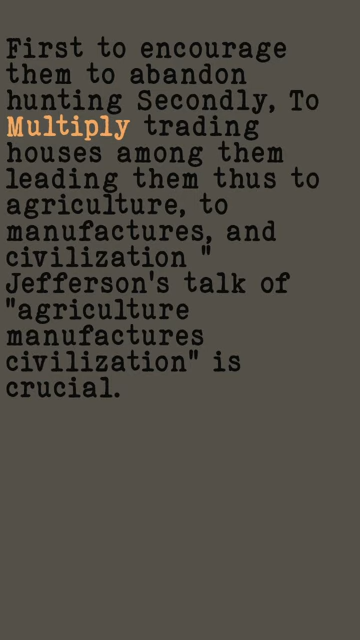 First to encourage
them to abandon
hunting Secondly, To
Multiply trading
houses among them
leading them thus to
agriculture, to
manufactures, and
civilization "
Jefferson's talk of
"agriculture
manufactures
civilization" is
crucial.